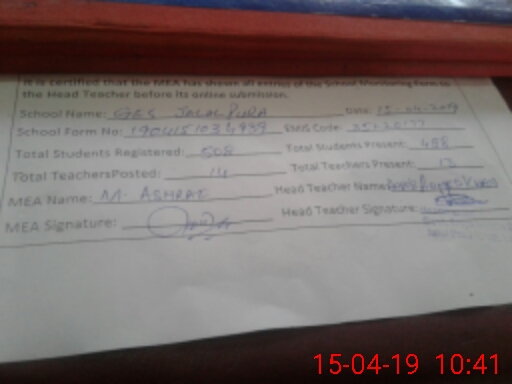 It is certified that the MEA has shown all entries of the School Monitoring Form to
the Head Teacher before its online submission.
School Name: GES JALALPURA Date: 15-04-2019
School Form No: EMIS Code:
Total Students Registered: 508 Total Students Present: 488
Total TeachersPosted: 14 Total Teachers Present: 13
MEA Name: M. ASHRAF Head Teacher Name:
MEA Signature: Head Teacher Signature:
15-04-19 10:41